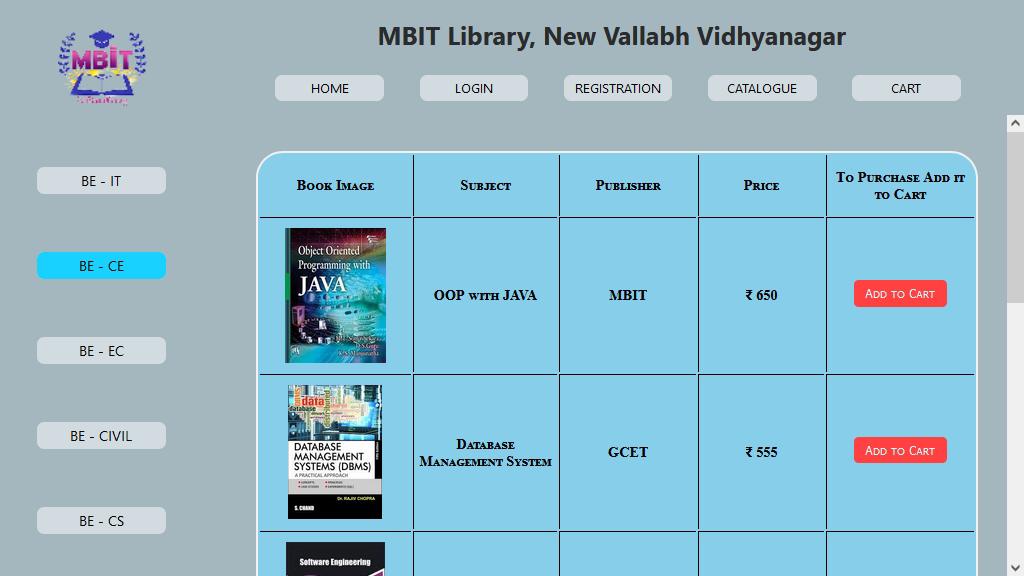 MBIT
MBIT Library, New Vallabh Vidhyanagar
HOME
LOGIN
REGISTRATION
CATALOGUE
CART
BE - IT
BE - CE
BE - EC
BE - CIVIL
BE - CS
Book Image
Subject
Publisher
Price
To Purchase Add it
to Cart
Object Oriented
Programming with
JAVA
OOP with JAVA
MBIT
₹ 650
Add to Cart
data
database
DATABASE
MANAGEMENT
SYSTEMS (DBMS)
A PRACTICAL APPROACH
Dr. RAJIV CHOPRA
S. CHAND
Database
Management System
GCET
₹ 555
Add to Cart
Software Engineering